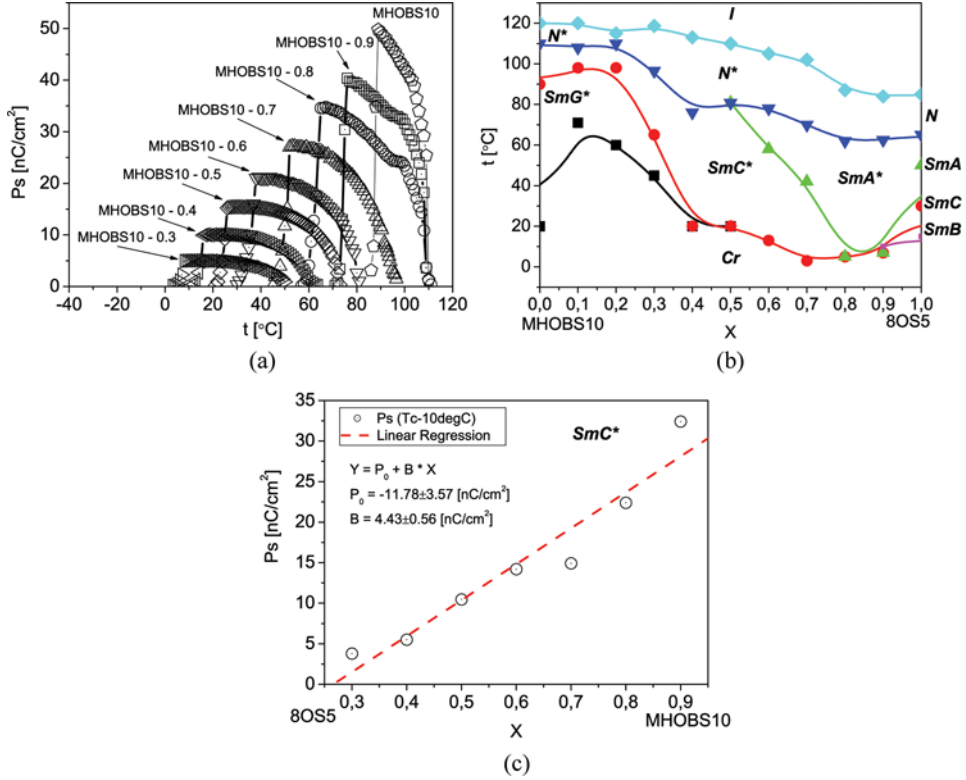 MHOBS10
(a)
MHOBS10 - 0.9
MHOBS10 - 0.8
MHOBS10 - 0.7
MHOBS10 - 0.6
MHOBS10 - 0.5
MHOBS10 - 0.4
MHOBS10 - 0.3
Ps [nC/cm²]
50
40
30
20
10
0
-40 -20 0 20 40 60 80 100 120
t [°C]
(a)
I
N*
N*
SmG*
N
SmC*
SmA*
SmA
SmC
SmB
Cr
t [°C]
120
100
80
60
40
20
0
0,0 0,1 0,2 0,3 0,4 0,5 0,6 0,7 0,8 0,9 1,0
MHOBS10 X 8OS5
(b)
Ps (Tc-10degC)
Linear Regression
SmC*
Y = P₀ + B * X
P₀ = -11.78±3.57 [nC/cm²]
B = 4.43±0.56 [nC/cm²]
Ps [nC/cm²]
35
30
25
20
15
10
5
0
0,3 0,4 0,5 0,6 0,7 0,8 0,9
8OS5 X MHOBS10
(c)